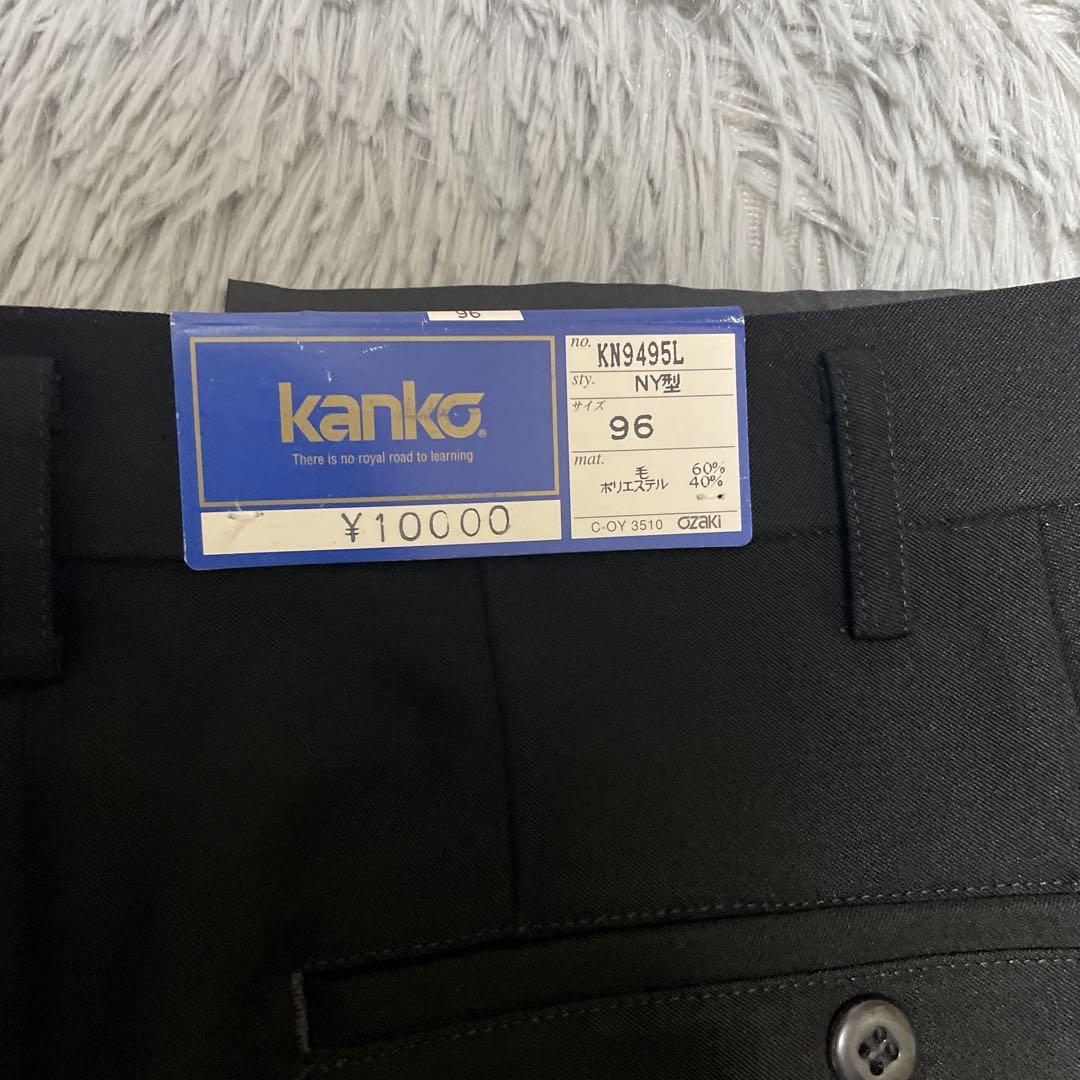 96
kanko®
There is no royal road to learning
¥10000
no. KN9495L
sty. NY型
サイズ
96
mat.
毛 60%
ポリエステル 40%
C-OY 3510 Ozaki